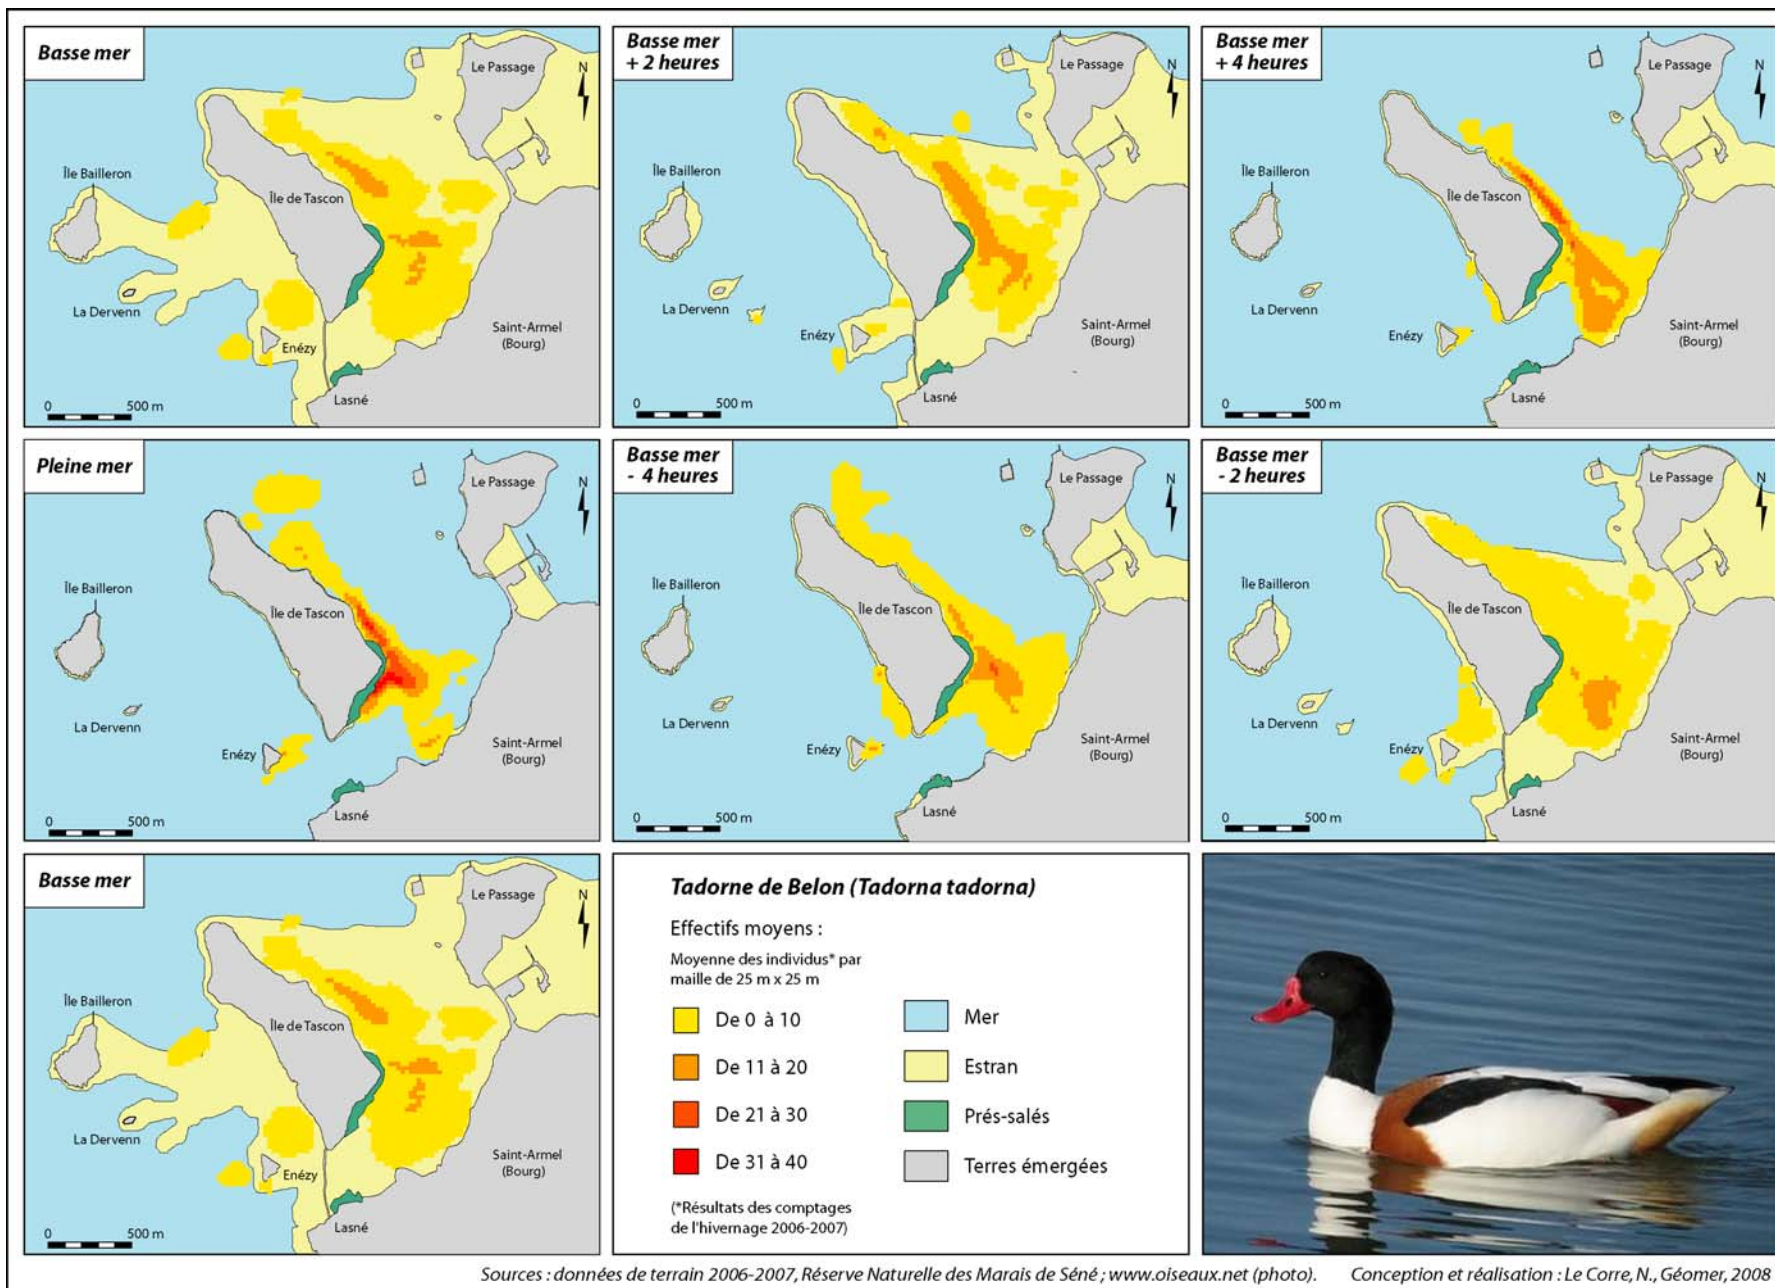 Basse mer
Le Passage
N
Île Bailleron
Île de Tascon
La Dervenn
Enézy
Saint-Armel
(Bourg)
Lasné
0 500 m
Basse mer
+ 2 heures
Le Passage
N
Île Bailleron
Île de Tascon
La Dervenn
Enézy
Saint-Armel
(Bourg)
Lasné
0 500 m
Basse mer
+ 4 heures
Le Passage
N
Île Bailleron
Île de Tascon
La Dervenn
Enézy
Saint-Armel
(Bourg)
Lasné
0 500 m
Pleine mer
Le Passage
N
Île Bailleron
Île de Tascon
La Dervenn
Enézy
Saint-Armel
(Bourg)
Lasné
0 500 m
Basse mer
- 4 heures
Le Passage
N
Île Bailleron
Île de Tascon
La Dervenn
Enézy
Saint-Armel
(Bourg)
Lasné
0 500 m
Basse mer
- 2 heures
Le Passage
N
Île Bailleron
Île de Tascon
La Dervenn
Enézy
Saint-Armel
(Bourg)
Lasné
0 500 m
Basse mer
Le Passage
N
Île Bailleron
Île de Tascon
La Dervenn
Enézy
Saint-Armel
(Bourg)
Lasné
0 500 m
Tadorne de Belon (Tadorna tadorna)
Effectifs moyens :
Moyenne des individus* par
maille de 25 m x 25 m
De 0 à 10
De 11 à 20
De 21 à 30
De 31 à 40
(*Résultats des comptages
de l'hivernage 2006-2007)
Mer
Estran
Prés-salés
Terres émergées
Sources : données de terrain 2006-2007, Réserve Naturelle des Marais de Séné ; www.oiseaux.net (photo). Conception et réalisation : Le Corre, N., Géomer, 2008